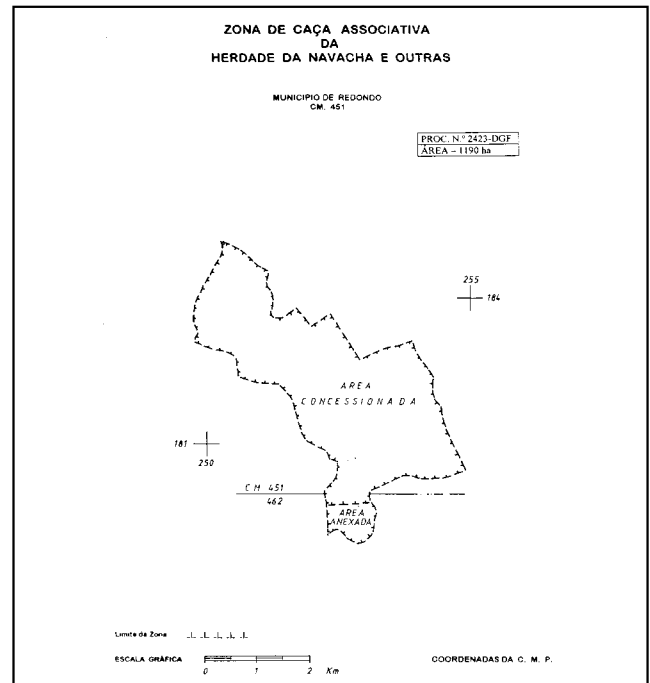 ZONA DE CAÇA ASSOCIATIVA
DA
HERDADE DA NAVACHA E OUTRAS
MUNICIPIO DE REDONDO
CM. 451
PROC. N.º 2423-DGF
ÁREA – 1190 ha
255
184
AREA
CONCESSIONADA
181
250
CM 451
462
AREA
ANEXADA
Limite da Zona
ESCALA GRÁFICA
0 1 2 Km
COORDENADAS DA C. M. P.